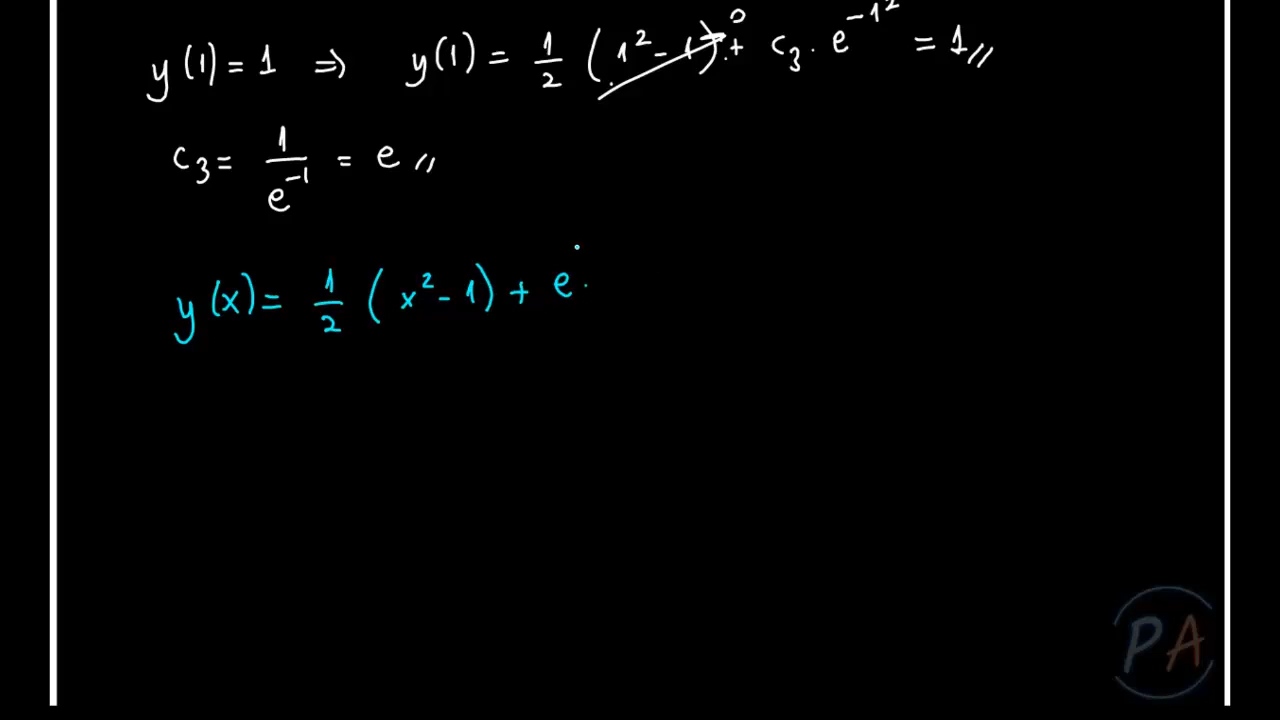 y(1) = 1 ⇒ y(1) = 1/2 (1² - 1)⁰ + c₃ . e^-1² = 1 //
c₃ = 1/e⁻¹ = e //
y(x) = 1/2 (x² - 1) + e .
PA